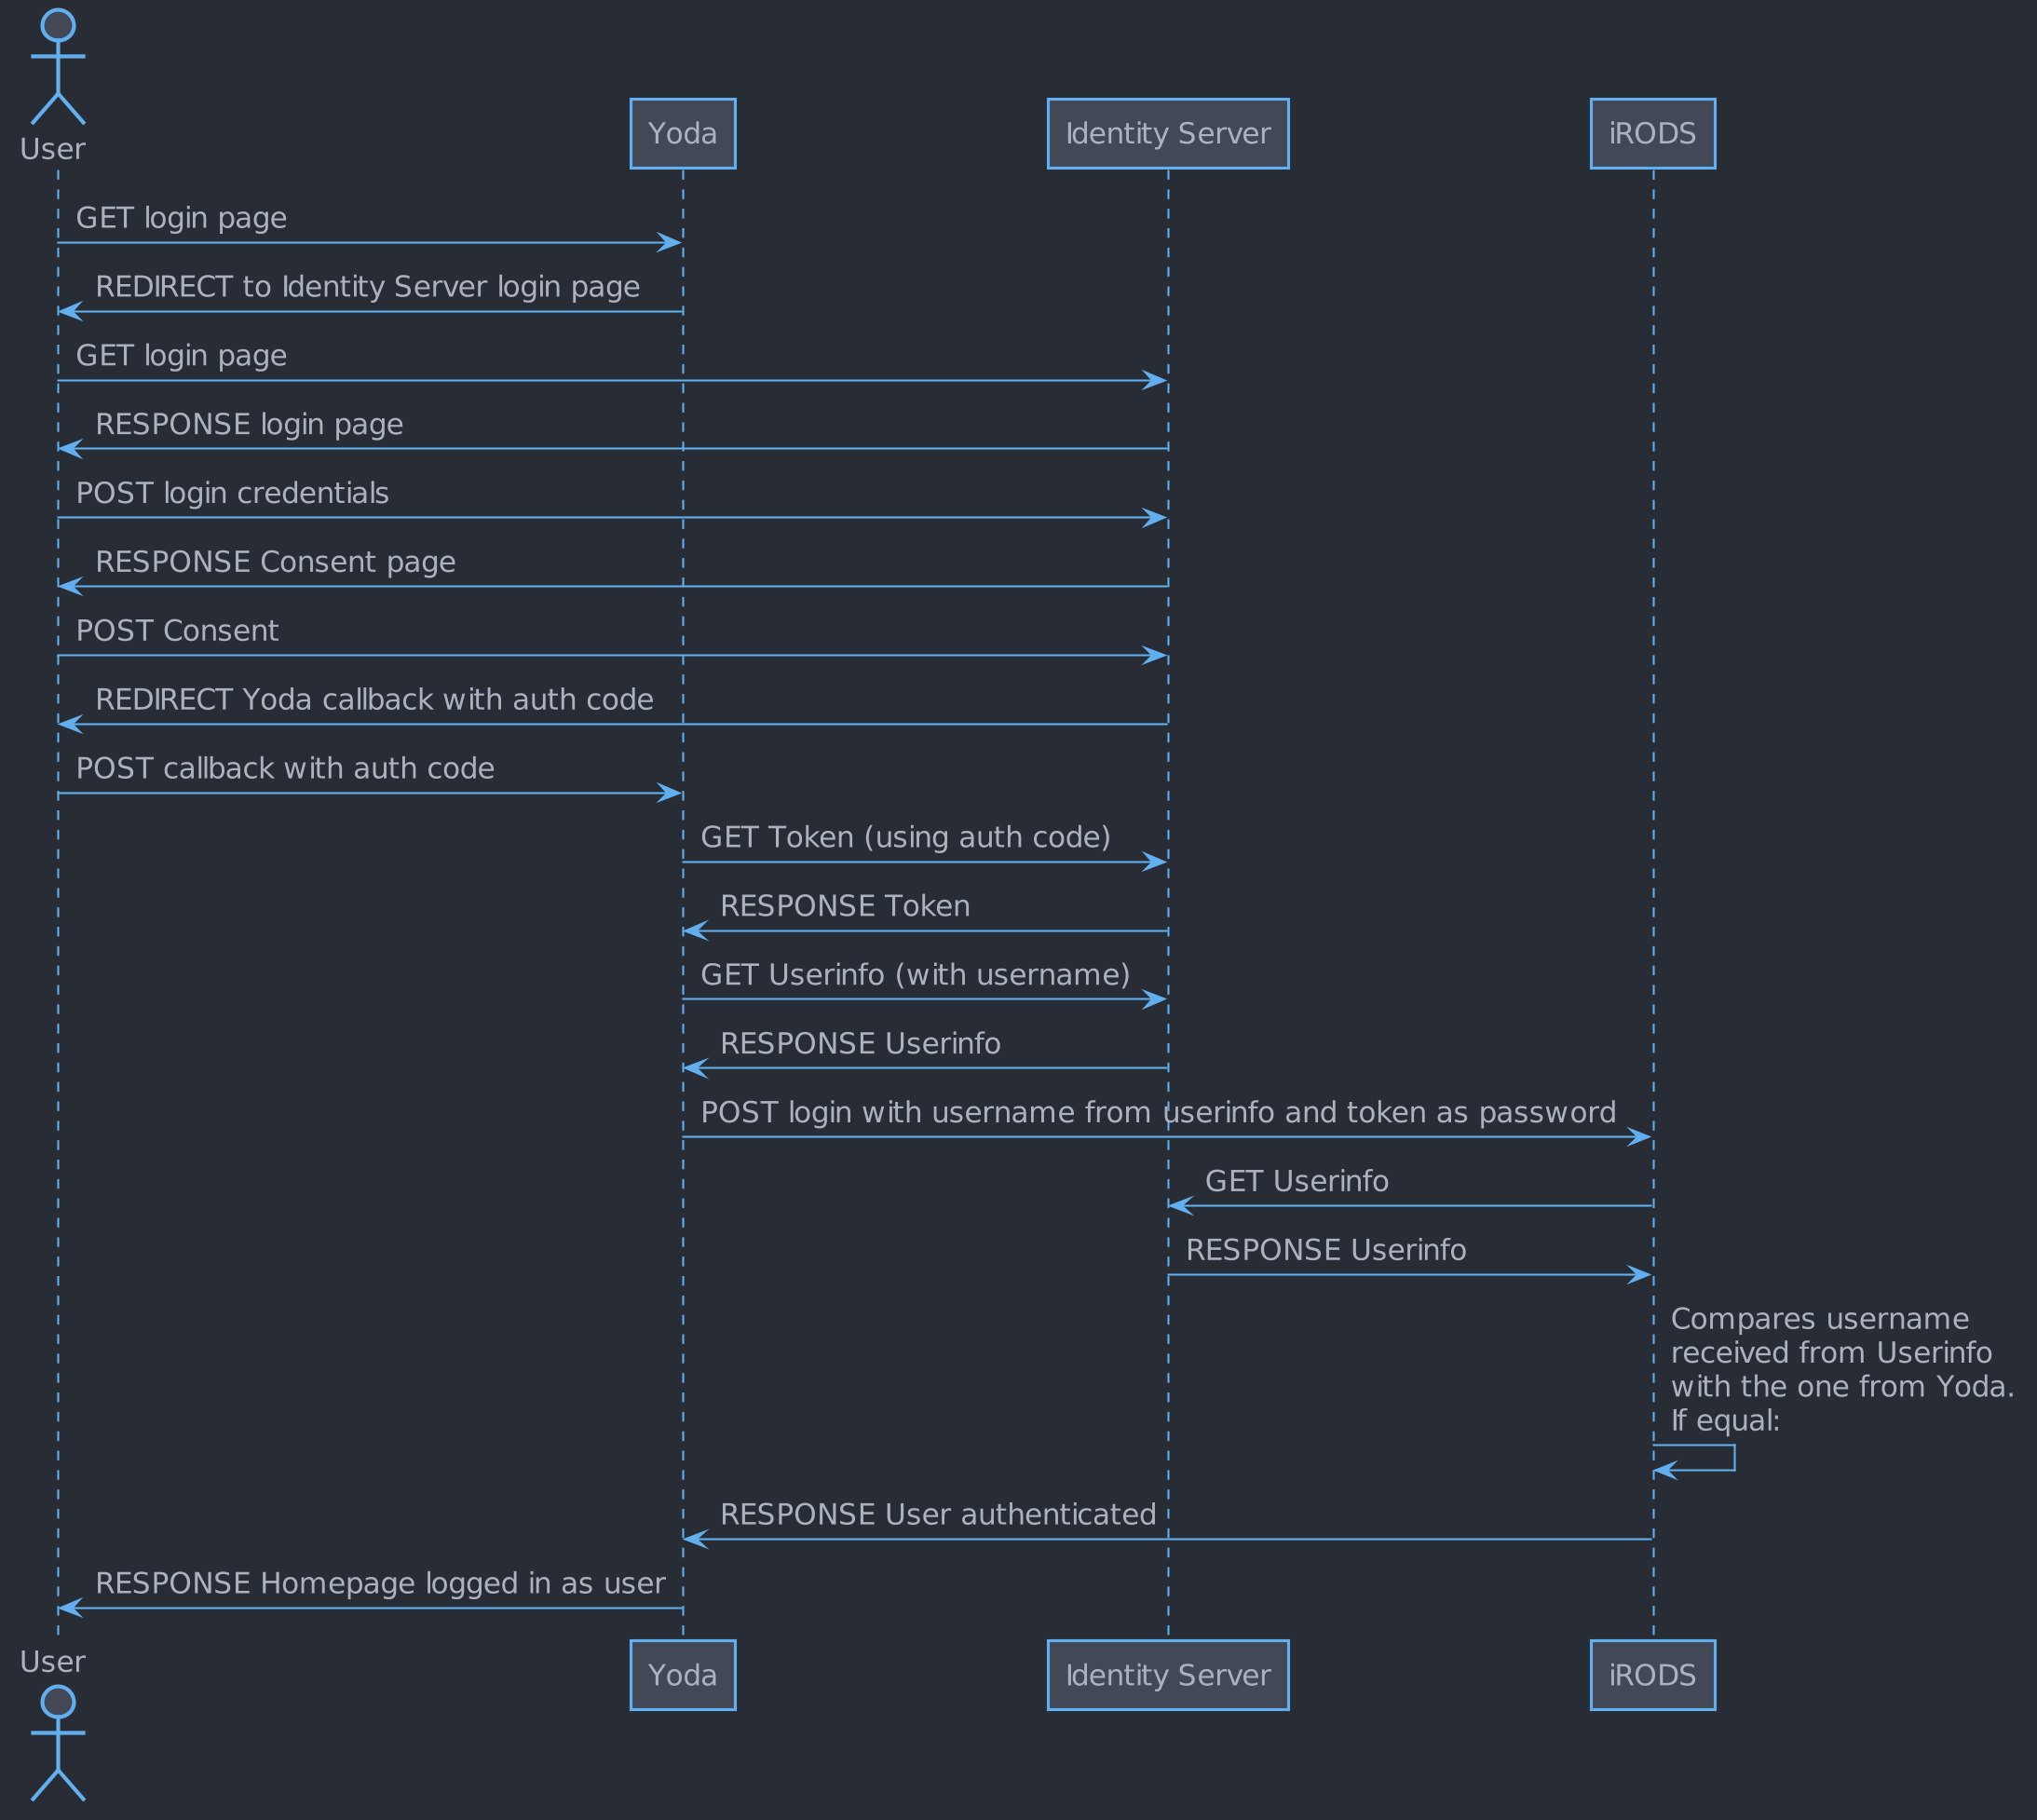 User
Yoda
Identity Server
iRODS
GET login page
REDIRECT to Identity Server login page
GET login page
RESPONSE login page
POST login credentials
RESPONSE Consent page
POST Consent
REDIRECT Yoda callback with auth code
POST callback with auth code
GET Token (using auth code)
RESPONSE Token
GET Userinfo (with username)
RESPONSE Userinfo
POST login with username from userinfo and token as password
GET Userinfo
RESPONSE Userinfo
Compares username
received from Userinfo
with the one from Yoda.
If equal:
RESPONSE User authenticated
RESPONSE Homepage logged in as user
User
Yoda
Identity Server
iRODS